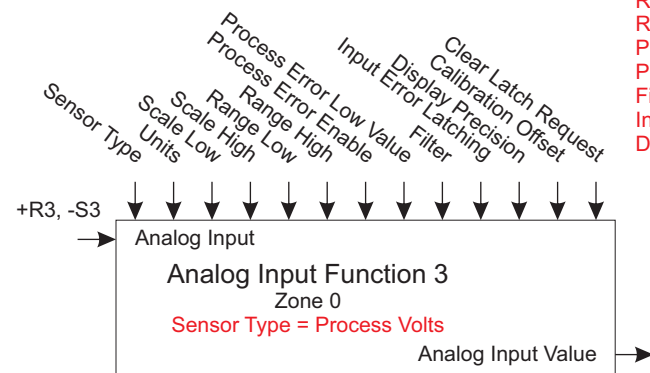 Sensor Type
Units
Scale Low
Scale High
Range Low
Range High
Process Error Enable
Process Error Low Value
Filter
Input Error Latching
Display Precision
Calibration Offset
Clear Latch Request
+R3, -S3
Analog Input
Analog Input Function 3
Zone 0
Sensor Type = Process Volts
Analog Input Value